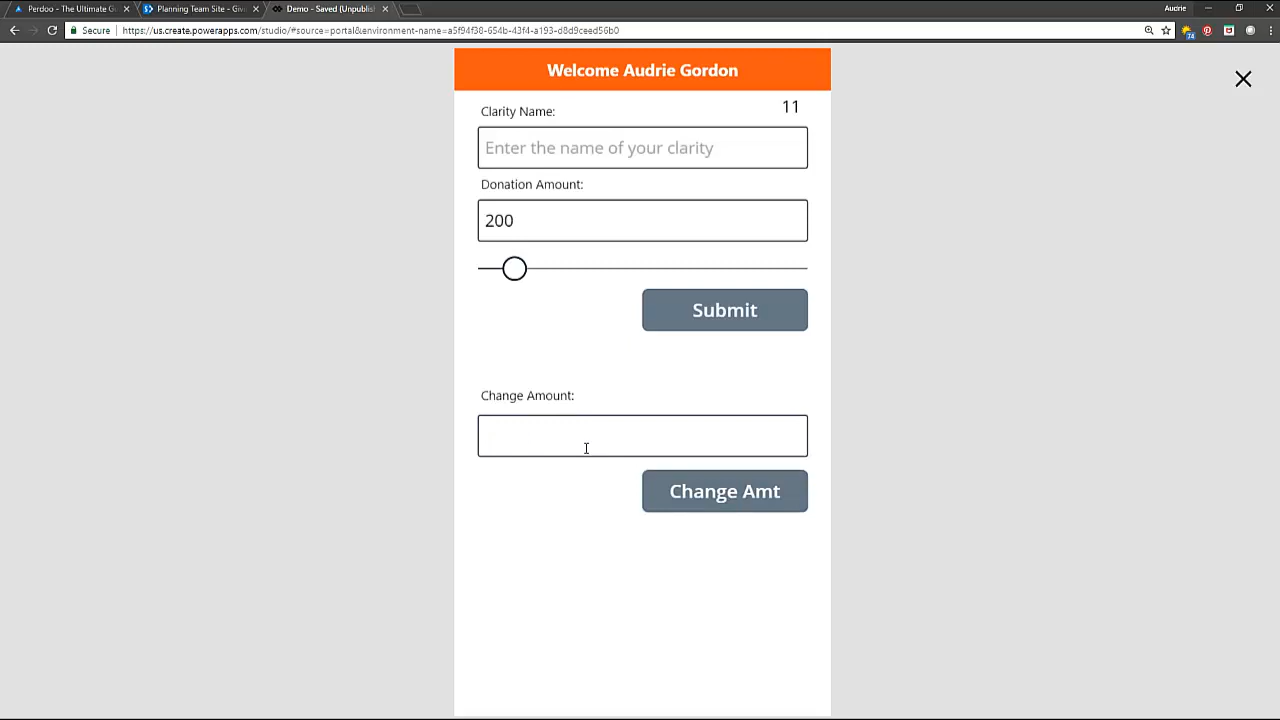 Perdoo - The Ultimate G
Planning Team Site - Giv
Demo - Saved (Unpublish
Audrie
Secure
https://us.create.powerapps.com/studio/#source=portal&environment-name=a5f94f38-654b-43f4-a193-d8d9ceed56b0
Welcome Audrie Gordon
Clarity Name:
11
Enter the name of your clarity
Donation Amount:
200
Submit
Change Amount:
Change Amt